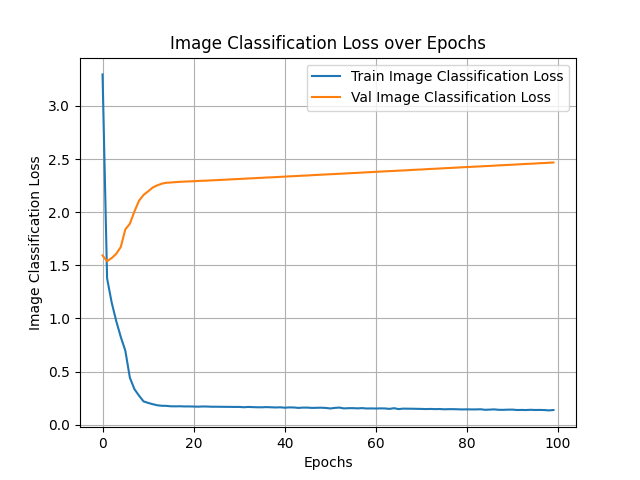 Image Classification Loss over Epochs
Train Image Classification Loss
Val Image Classification Loss
Image Classification Loss
3.0
2.5
2.0
1.5
1.0
0.5
0.0
0 20 40 60 80 100
Epochs